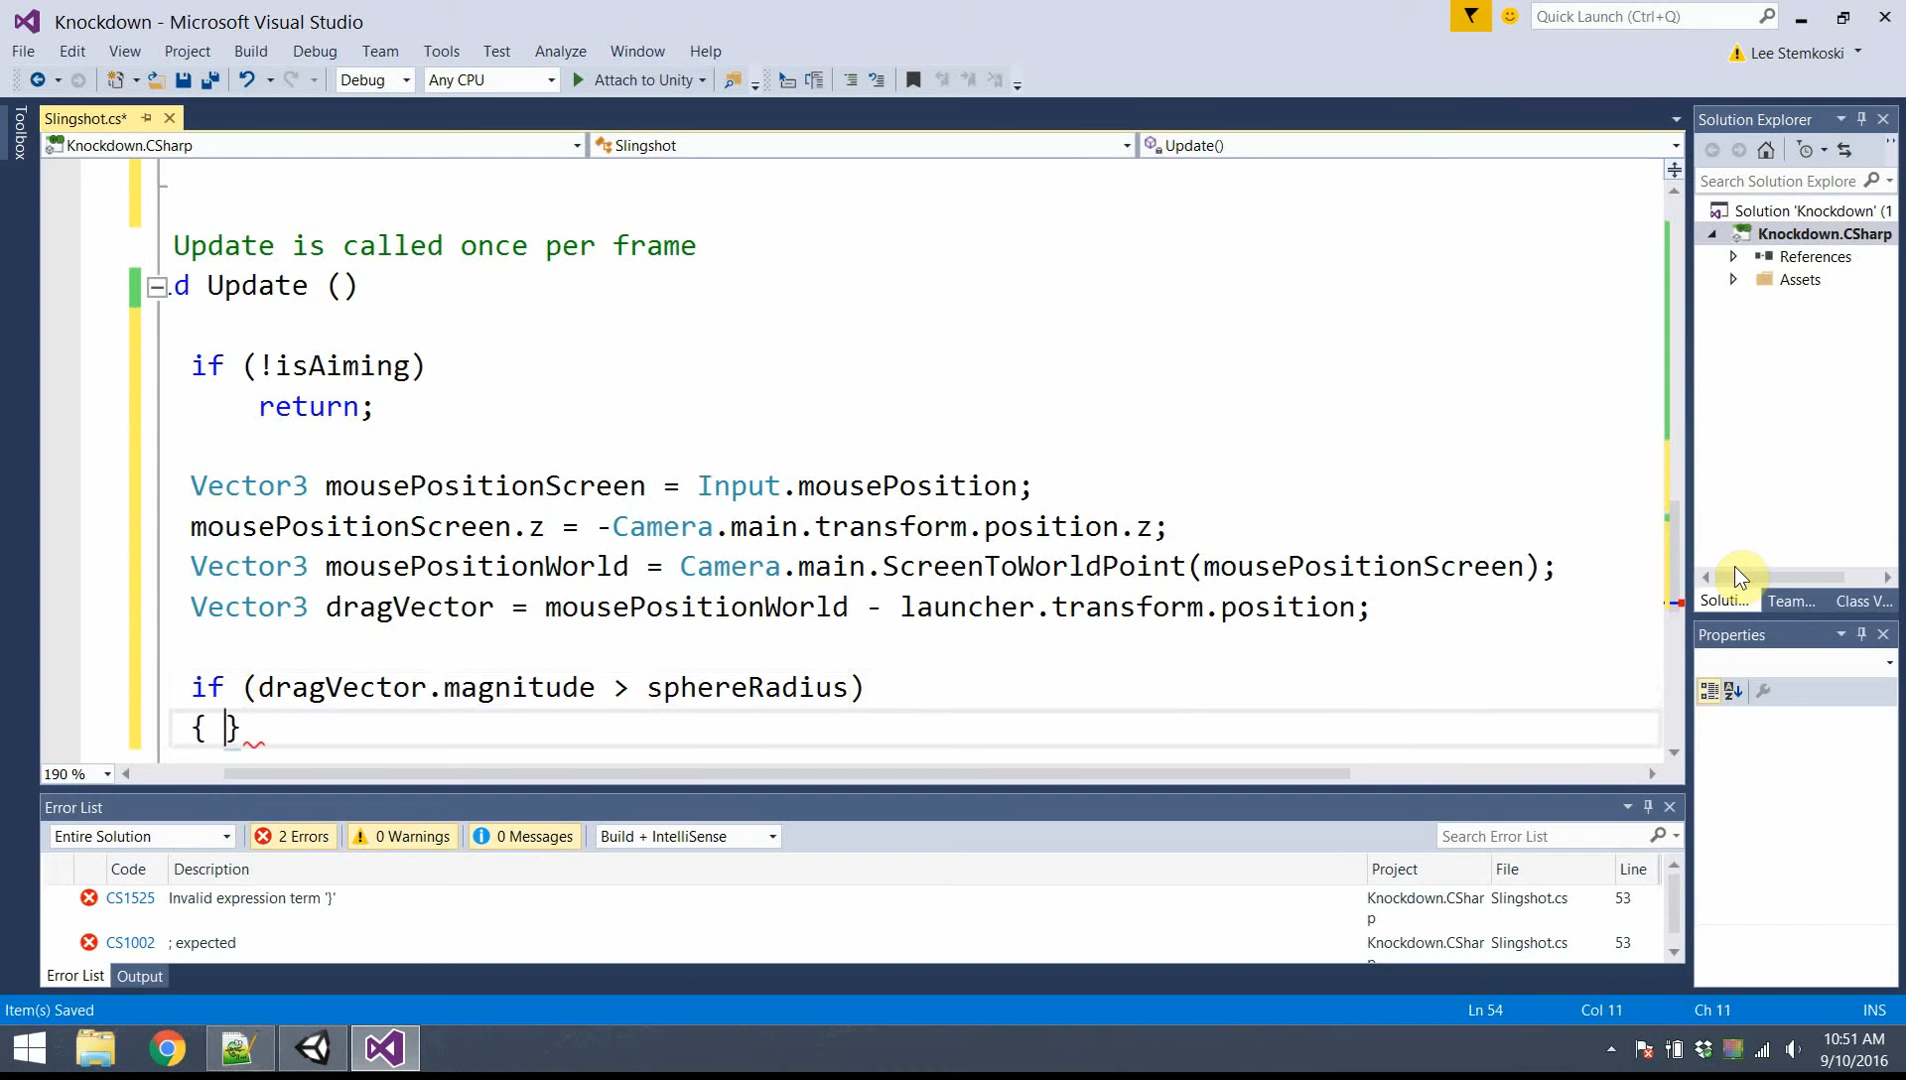 Knockdown - Microsoft Visual Studio
Quick Launch (Ctrl+Q)
File Edit View Project Build Debug Team Tools Test Analyze Window Help
Lee Stemkoski
Debug Any CPU Attach to Unity
Toolbox
Slingshot.cs*
Knockdown.CSharp Slingshot Update()
Update is called once per frame
d Update ()
if (!isAiming)
return;
Vector3 mousePositionScreen = Input.mousePosition;
mousePositionScreen.z = -Camera.main.transform.position.z;
Vector3 mousePositionWorld = Camera.main.ScreenToWorldPoint(mousePositionScreen);
Vector3 dragVector = mousePositionWorld - launcher.transform.position;
if (dragVector.magnitude > sphereRadius)
{ }
190 %
Solution Explorer
Search Solution Explore
Solution 'Knockdown' (1
Knockdown.CSharp
References
Assets
Soluti... Team... Class V...
Properties
Error List
Entire Solution 2 Errors 0 Warnings 0 Messages Build + IntelliSense Search Error List
Code Description Project File Line
CS1525 Invalid expression term '}' Knockdown.CShar Slingshot.cs 53
p
CS1002 ; expected Knockdown.CShar Slingshot.cs 53
Error List Output
Item(s) Saved Ln 54 Col 11 Ch 11 INS
10:51 AM
9/10/2016